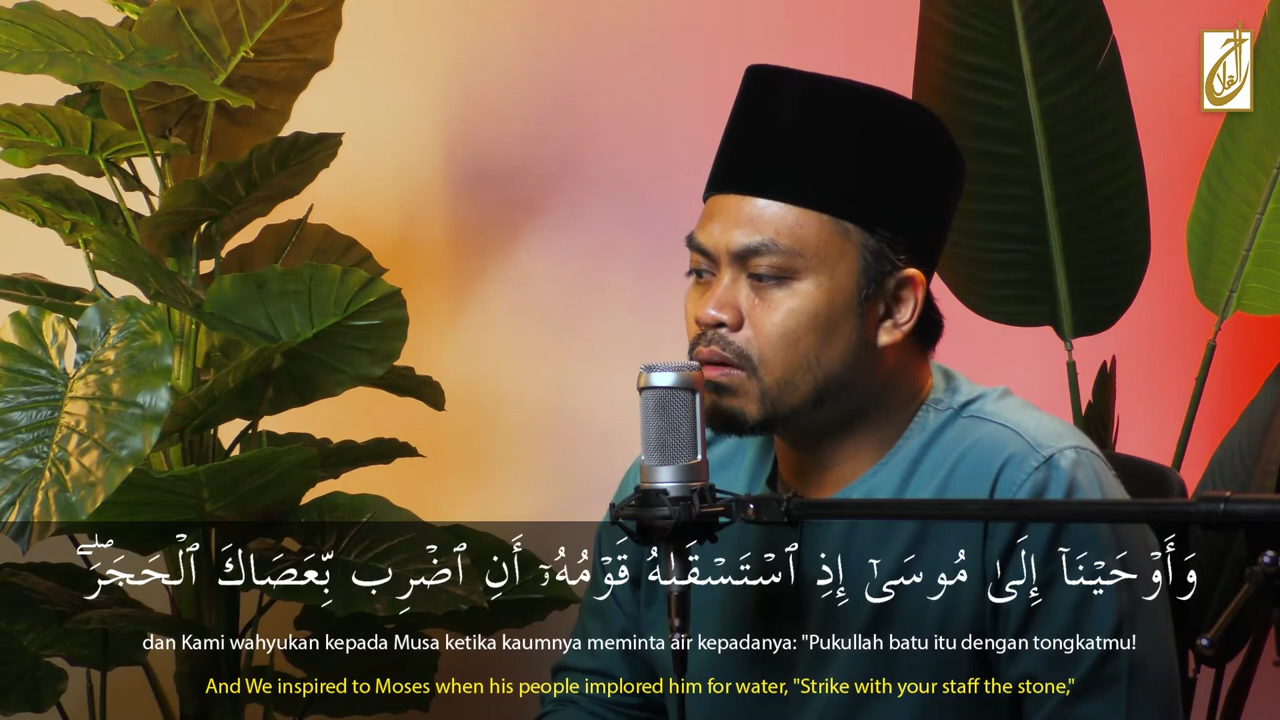 وَأَوْحَيْنَآ إِلَىٰ مُوسَىٰٓ إِذِ ٱسْتَسْقَىٰهُ قَوْمُهُۥٓ أَنِ ٱضْرِب بِّعَصَاكَ ٱلْحَجَرَۖ
dan Kami wahyukan kepada Musa ketika kaumnya meminta air kepadanya: "Pukullah batu itu dengan tongkatmu!
And We inspired to Moses when his people implored him for water, "Strike with your staff the stone,"